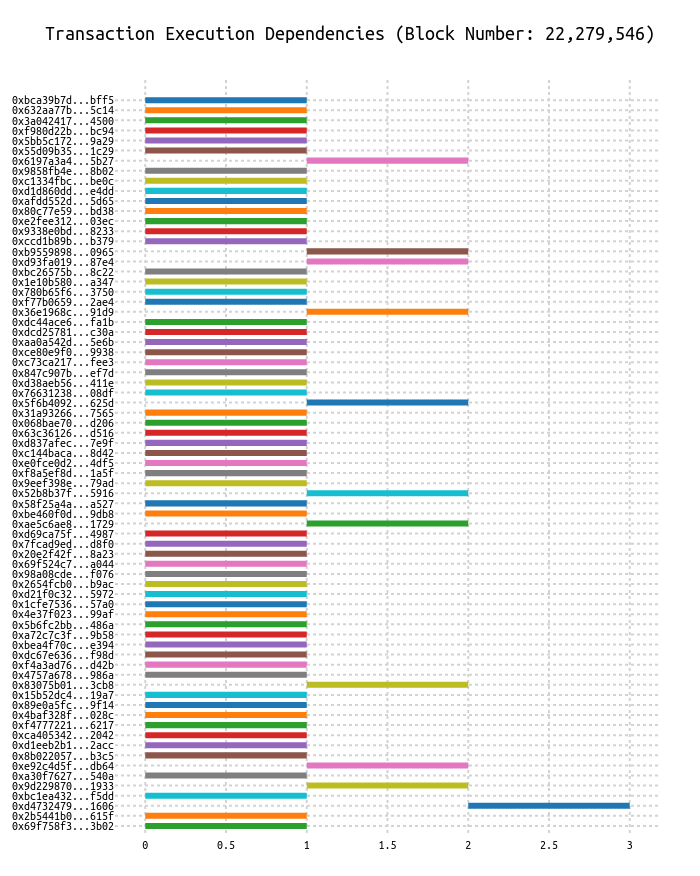 Transaction Execution Dependencies (Block Number: 22,279,546)
0xbca39b7d...bff5
0x632aa77b...5c14
0x3a042417...4500
0xf980d22b...bc94
0x5bb5c172...9a29
0x55d09b35...1c29
0x6197a3a4...5b27
0x9858fb4e...8b02
0xc1334fbc...be0c
0xd1d860dd...e4dd
0xafdd552d...5d65
0x80c77e59...bd38
0xe2fee312...03ec
0x9338e0bd...8233
0xccd1b89b...b379
0xb9559898...0965
0xd93fa019...87e4
0xbc26575b...8c22
0x1e10b580...a347
0x780b65f6...3750
0xf77b0659...2ae4
0x36e1968c...91d9
0xdc44ace6...fa1b
0xdcd25781...c30a
0xaa0a542d...5e6b
0xce80e9f0...9938
0xc73ca217...fee3
0x847c907b...ef7d
0xd38aeb56...411e
0x76631238...08df
0x5f6b4092...625d
0x31a93266...7565
0x068bae70...d206
0x63c36126...d516
0xd837afec...7e9f
0xc144baca...8d42
0xe0fce0d2...4df5
0xf8a5ef8d...1a5f
0x9eef398e...79ad
0x52b8b37f...5916
0x58f25a4a...a527
0xbe460f0d...9db8
0xae5c6ae8...1729
0xd69ca75f...4987
0x7fcad9ed...d8f0
0x20e2f42f...8a23
0x69f524c7...a044
0x98a08cde...f076
0x2654fcb0...b9ac
0xd21f0c32...5972
0x1cfe7536...57a0
0x4e37f023...99af
0x5b6fc2bb...486a
0xa72c7c3f...9b58
0xbea4f70c...e394
0xdc67e636...f98d
0xf4a3ad76...d42b
0x4757a678...986a
0x83075b01...3cb8
0x15b52dc4...19a7
0x89e0a5fc...9f14
0x4baf328f...028c
0xf4777221...6217
0xca405342...2042
0xd1eeb2b1...2acc
0x8b022057...b3c5
0xe92c4d5f...db64
0xa30f7627...540a
0x9d229870...1933
0xbc1ea432...f5dd
0xd4732479...1606
0x2b5441b0...615f
0x69f758f3...3b02
0 0.5 1 1.5 2 2.5 3